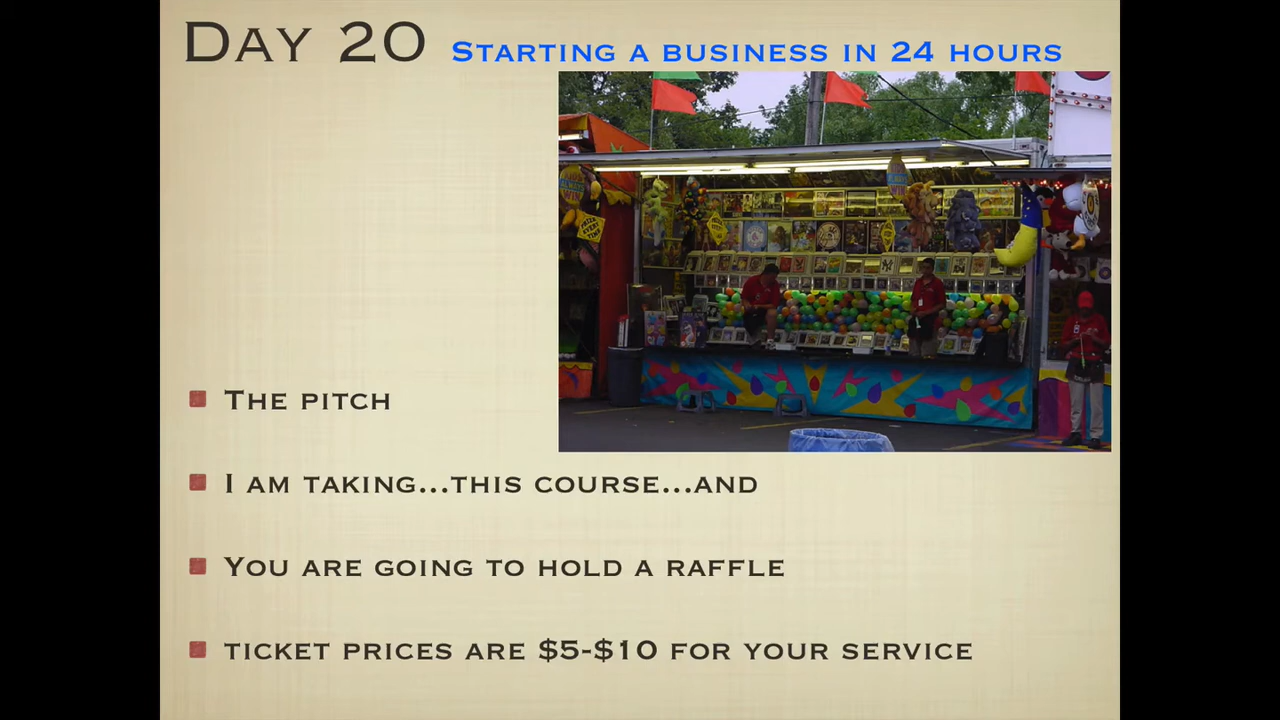 Day 20 Starting a business in 24 hours
The pitch
I am taking...this course...and
You are going to hold a raffle
ticket prices are $5-$10 for your service